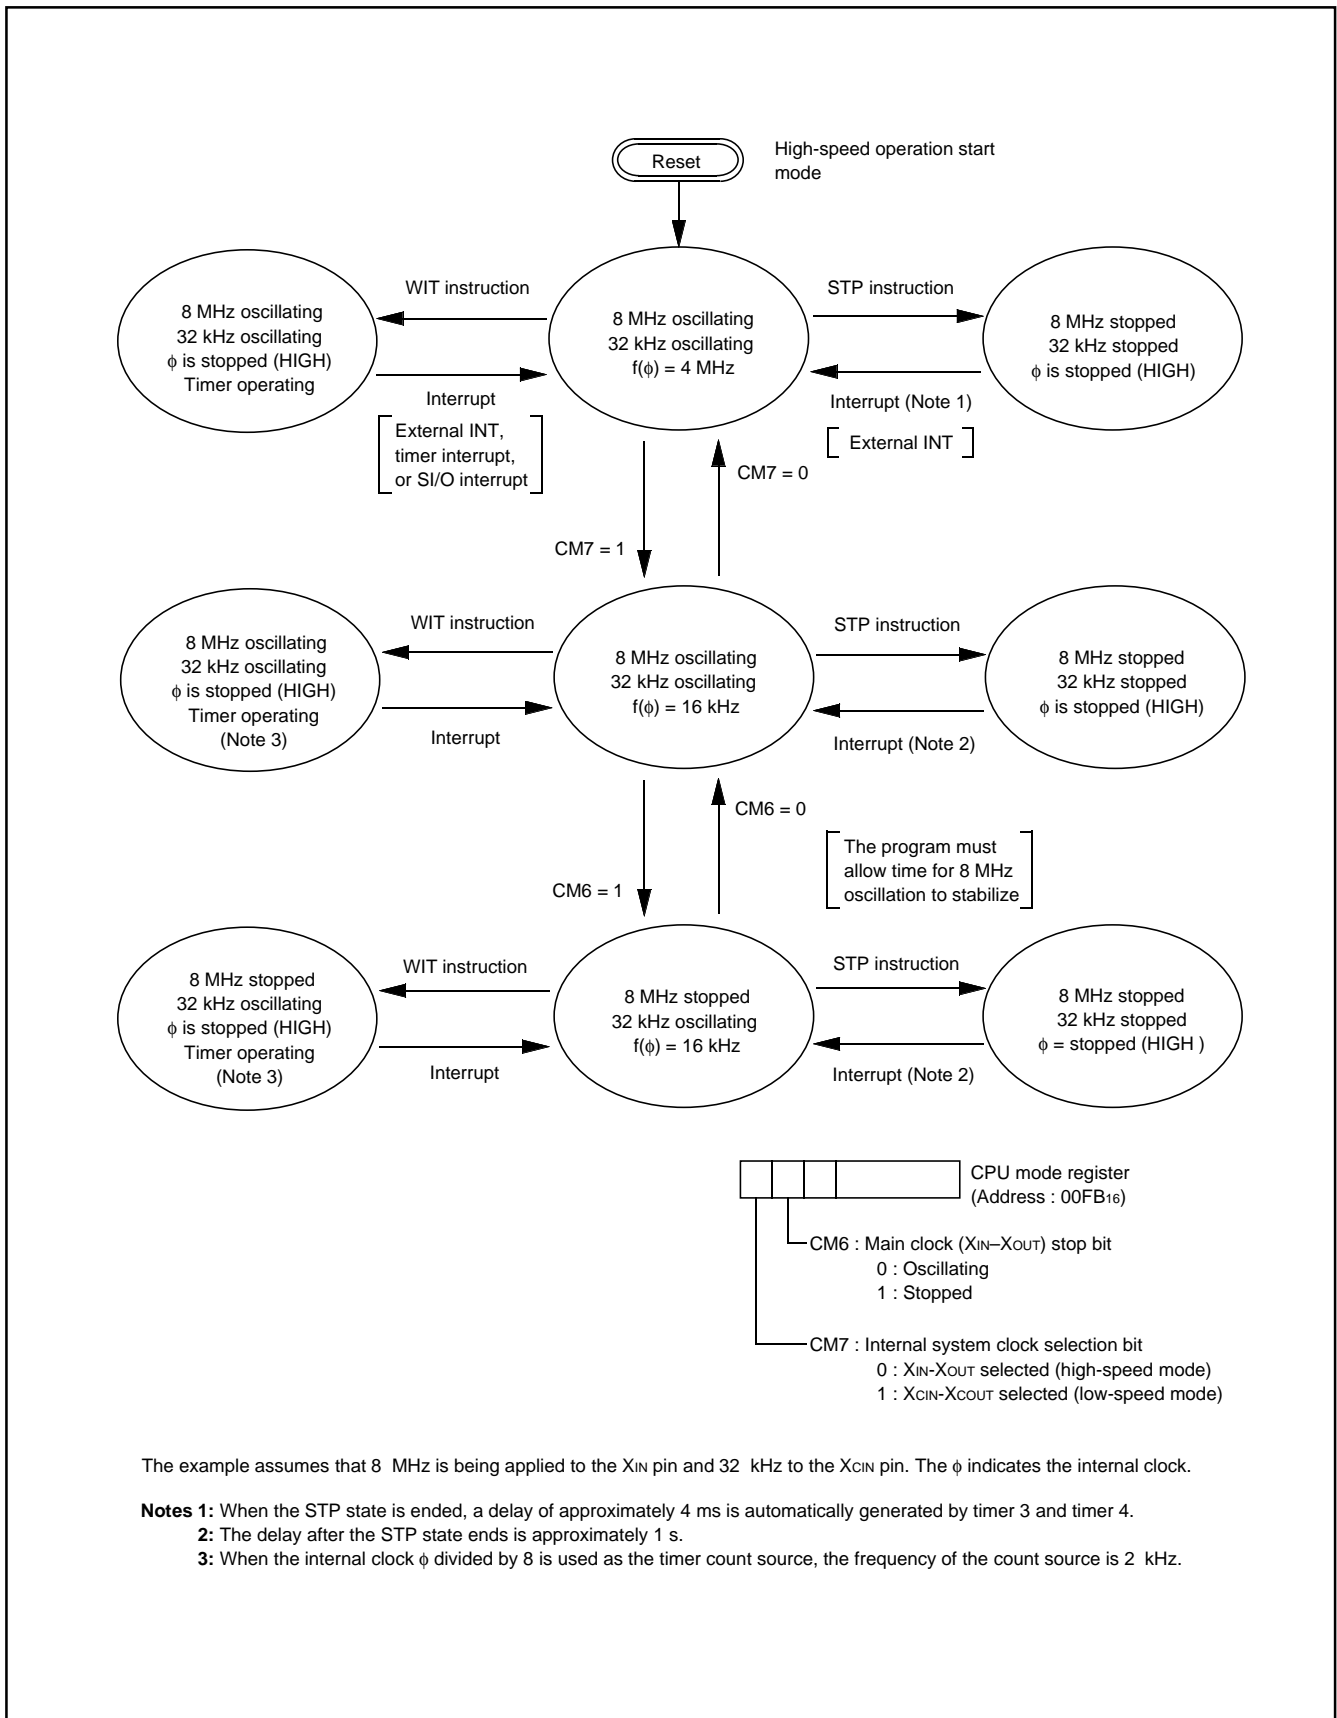 Reset
High-speed operation start
mode
8 MHz oscillating
32 kHz oscillating
ϕ is stopped (HIGH)
Timer operating
WIT instruction
Interrupt
External INT,
timer interrupt,
or SI/O interrupt
8 MHz oscillating
32 kHz oscillating
f(ϕ) = 4 MHz
STP instruction
Interrupt (Note 1)
External INT
8 MHz stopped
32 kHz stopped
ϕ is stopped (HIGH)
CM7 = 1
CM7 = 0
8 MHz oscillating
32 kHz oscillating
ϕ is stopped (HIGH)
Timer operating
(Note 3)
WIT instruction
Interrupt
8 MHz oscillating
32 kHz oscillating
f(ϕ) = 16 kHz
STP instruction
Interrupt (Note 2)
8 MHz stopped
32 kHz stopped
ϕ is stopped (HIGH)
CM6 = 1
CM6 = 0
The program must
allow time for 8 MHz
oscillation to stabilize
8 MHz stopped
32 kHz oscillating
ϕ is stopped (HIGH)
Timer operating
(Note 3)
WIT instruction
Interrupt
8 MHz stopped
32 kHz oscillating
f(ϕ) = 16 kHz
STP instruction
Interrupt (Note 2)
8 MHz stopped
32 kHz stopped
ϕ = stopped (HIGH )
CPU mode register
(Address : 00FB16)
CM6 : Main clock (XIN–XOUT) stop bit
0 : Oscillating
1 : Stopped
CM7 : Internal system clock selection bit
0 : XIN-XOUT selected (high-speed mode)
1 : XCIN-XCOUT selected (low-speed mode)
The example assumes that 8 MHz is being applied to the XIN pin and 32 kHz to the XCIN pin. The ϕ indicates the internal clock.
Notes 1: When the STP state is ended, a delay of approximately 4 ms is automatically generated by timer 3 and timer 4.
2: The delay after the STP state ends is approximately 1 s.
3: When the internal clock ϕ divided by 8 is used as the timer count source, the frequency of the count source is 2 kHz.